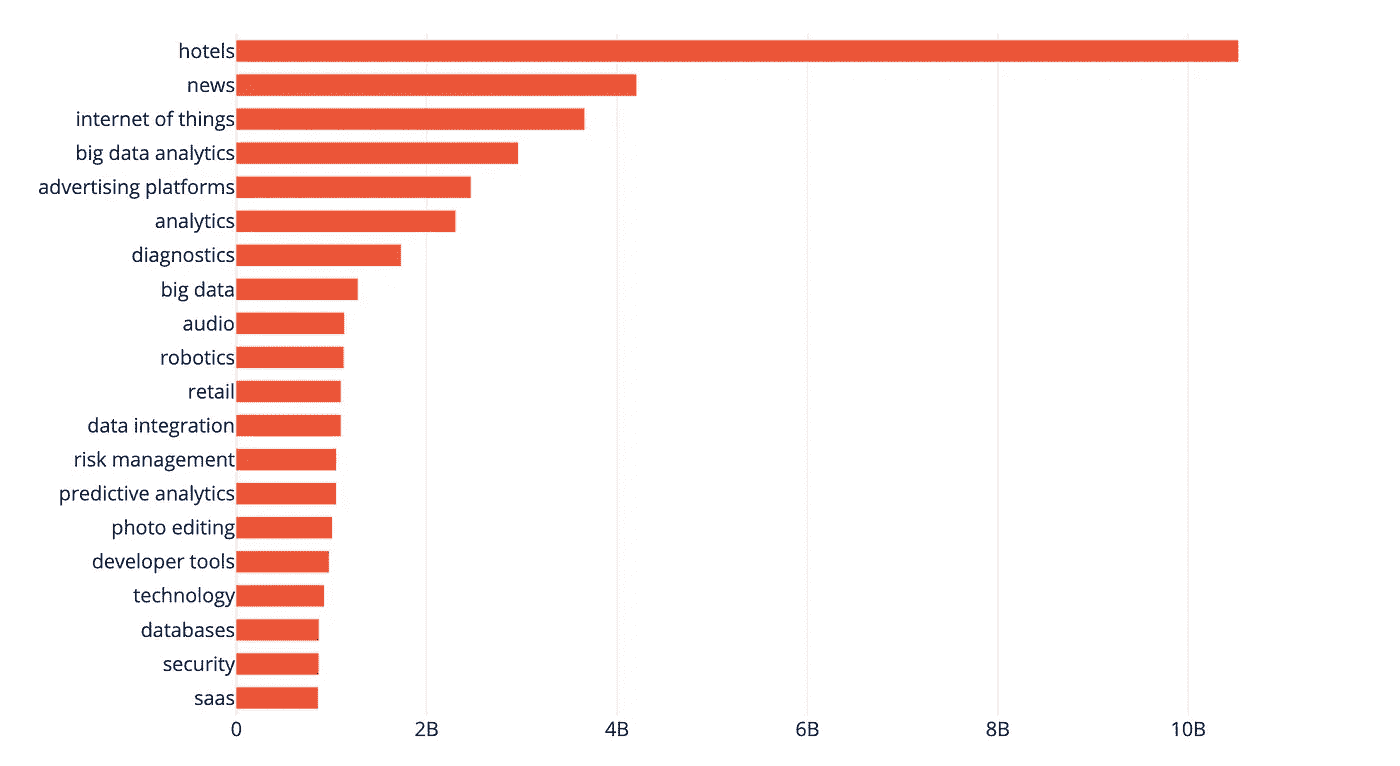 hotels
news
internet of things
big data analytics
advertising platforms
analytics
diagnostics
big data
audio
robotics
retail
data integration
risk management
predictive analytics
photo editing
developer tools
technology
databases
security
saas
0 2B 4B 6B 8B 10B